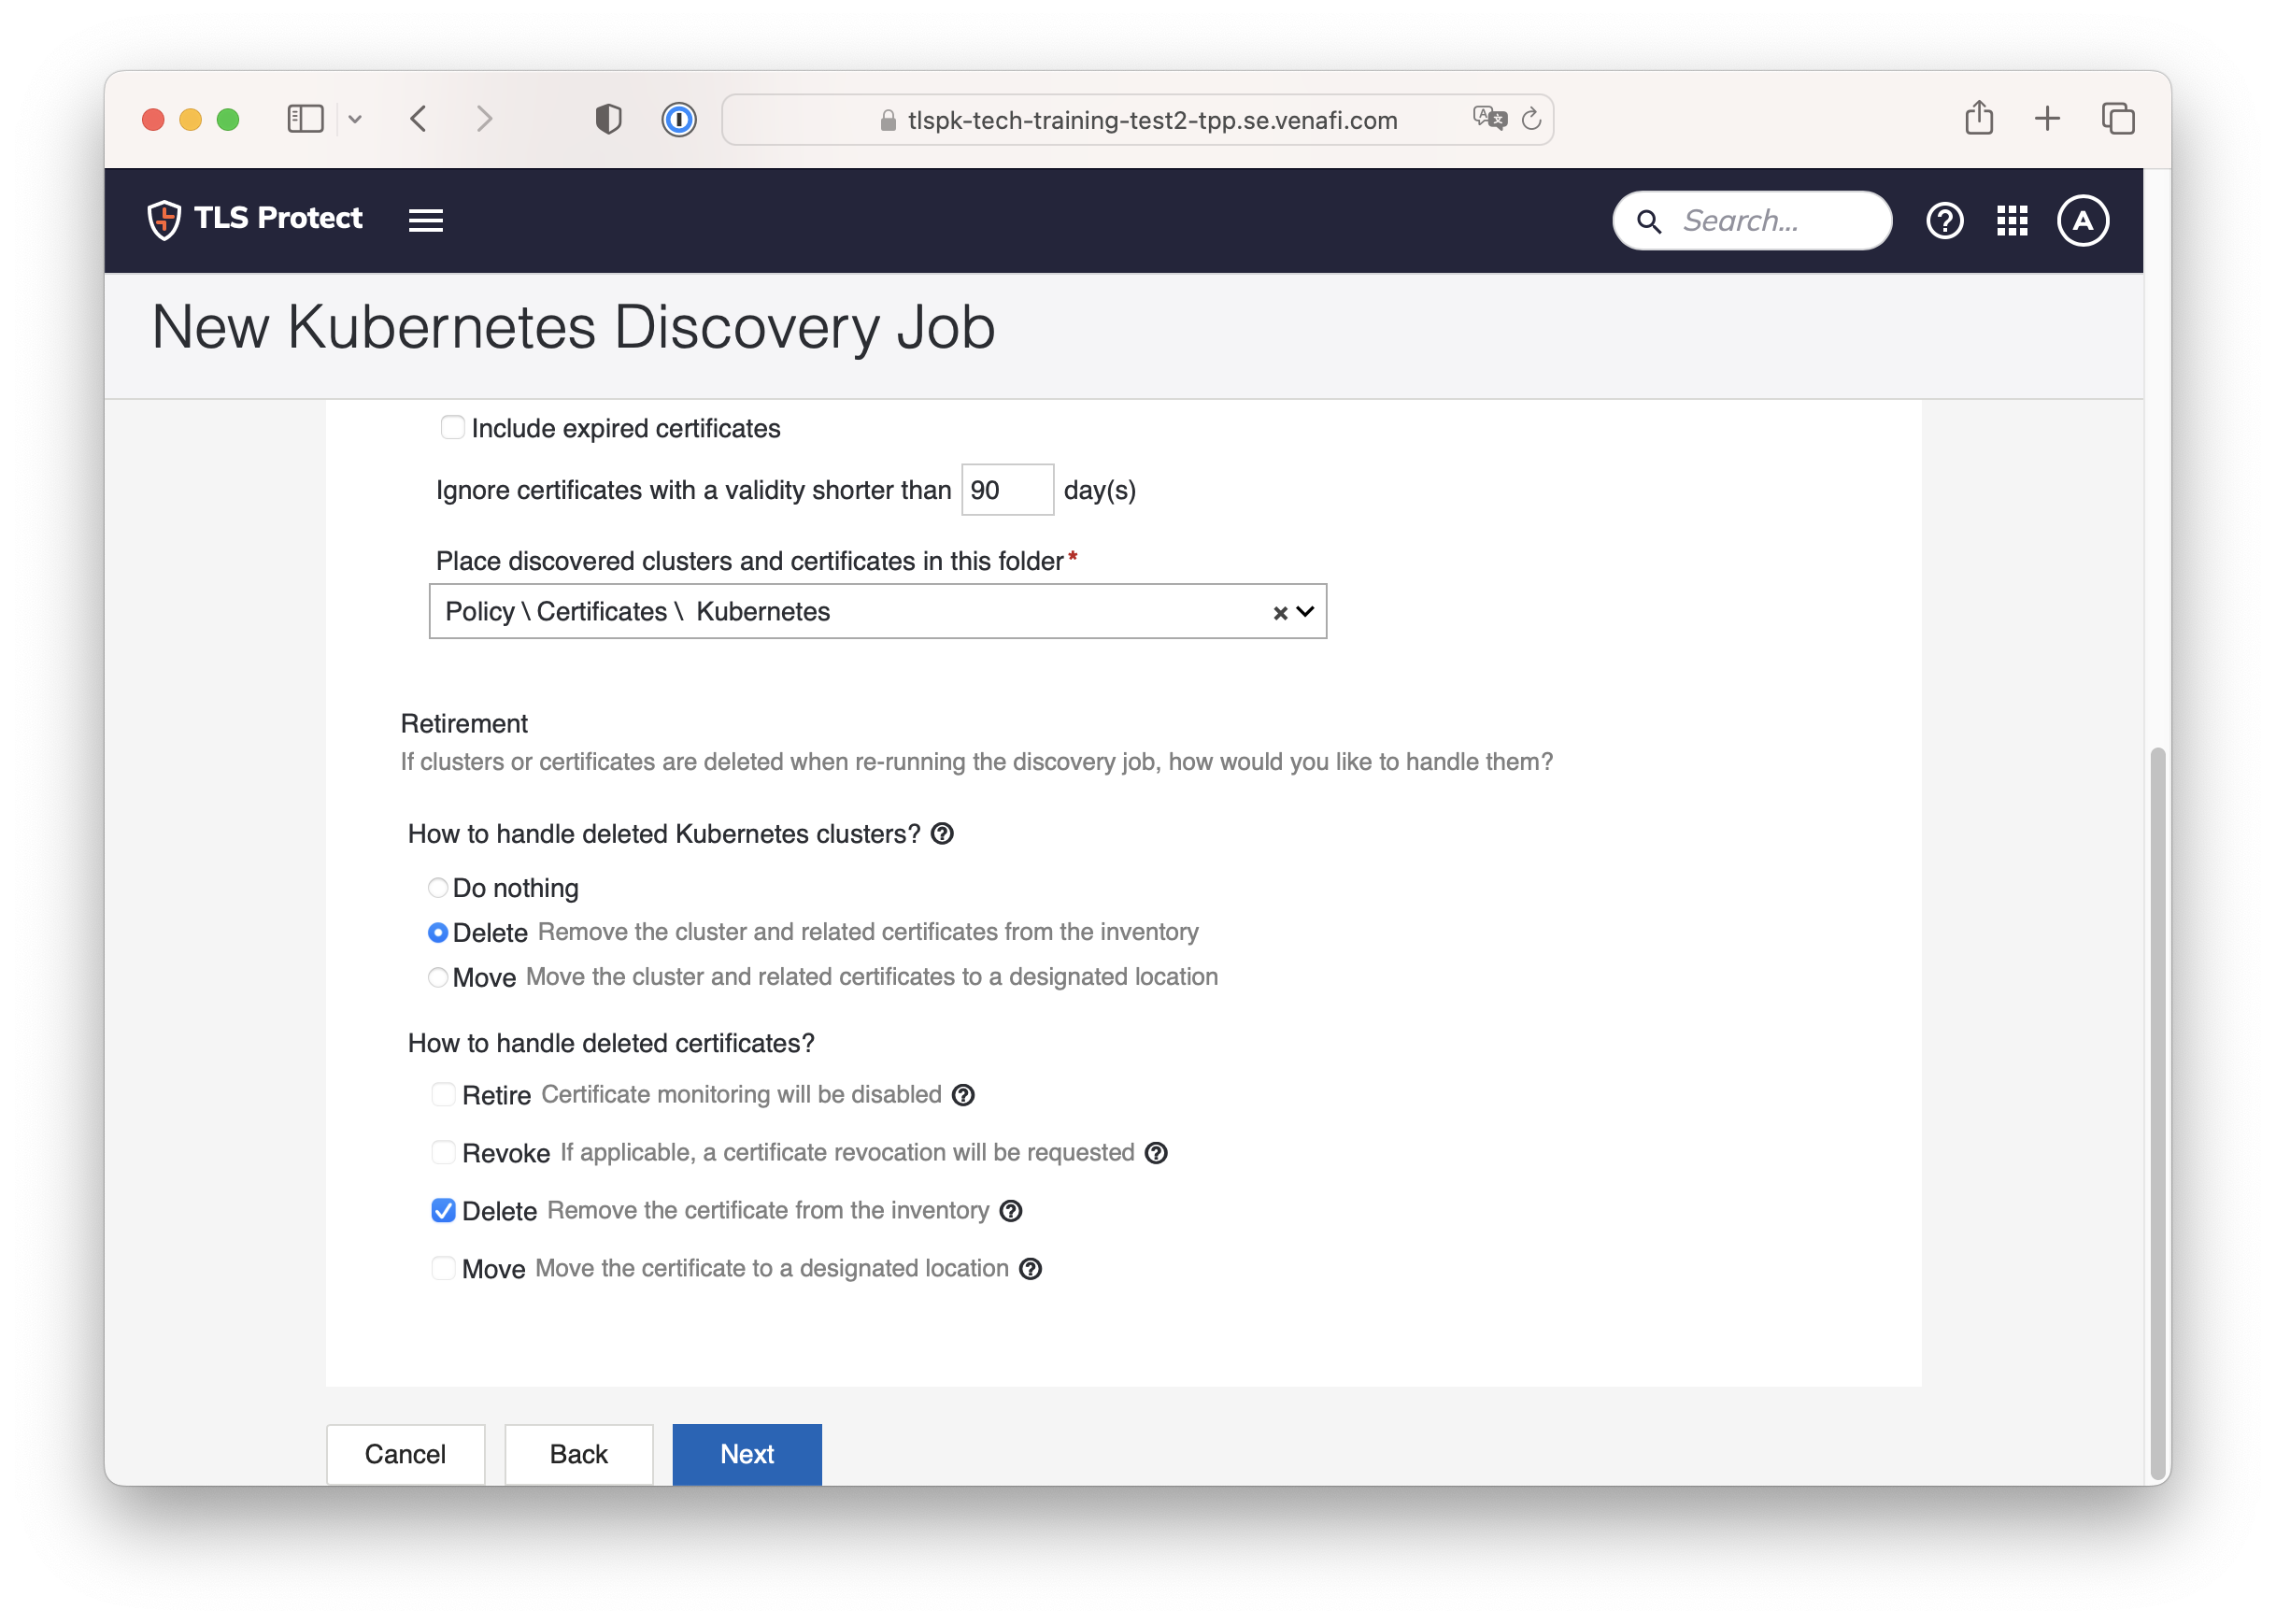 tlspk-tech-training-test2-tpp.se.venafi.com
TLS Protect
Search...
A
New Kubernetes Discovery Job
Include expired certificates
Ignore certificates with a validity shorter than 90 day(s)
Place discovered clusters and certificates in this folder*
Policy \ Certificates \ Kubernetes
Retirement
If clusters or certificates are deleted when re-running the discovery job, how would you like to handle them?
How to handle deleted Kubernetes clusters?
Do nothing
Delete Remove the cluster and related certificates from the inventory
Move Move the cluster and related certificates to a designated location
How to handle deleted certificates?
Retire Certificate monitoring will be disabled
Revoke If applicable, a certificate revocation will be requested
Delete Remove the certificate from the inventory
Move Move the certificate to a designated location
Cancel
Back
Next